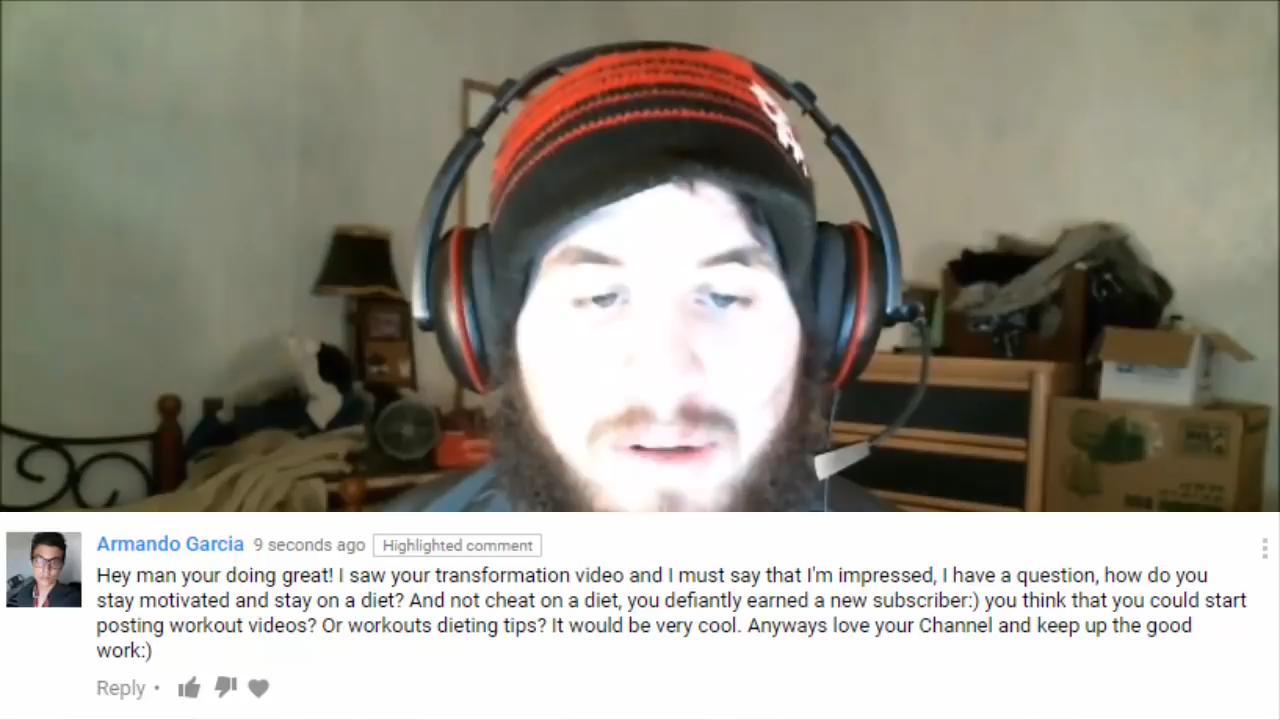 Armando Garcia 9 seconds ago Highlighted comment
Hey man your doing great! I saw your transformation video and I must say that I'm impressed, I have a question, how do you
stay motivated and stay on a diet? And not cheat on a diet, you defiantly earned a new subscriber:) you think that you could start
posting workout videos? Or workouts dieting tips? It would be very cool. Anyways love your Channel and keep up the good
work:)
Reply •